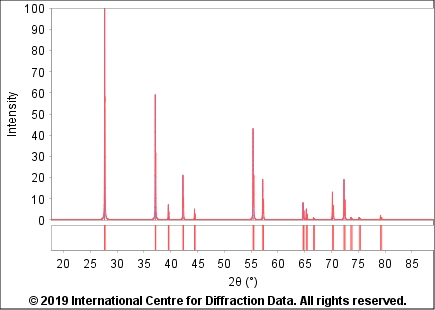 100
90
80
70
60
50
40
30
20
10
0
Intensity
20 25 30 35 40 45 50 55 60 65 70 75 80 85
2θ (°)
© 2019 International Centre for Diffraction Data. All rights reserved.